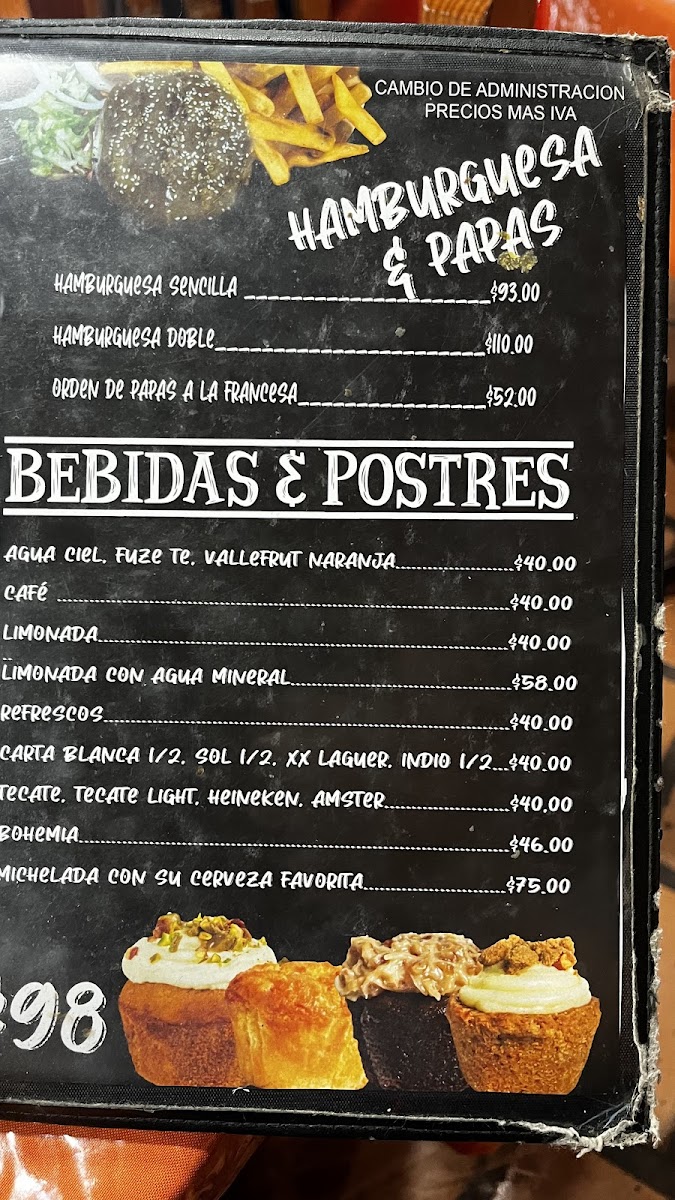 CAMBIO DE ADMINISTRACION
PRECIOS MAS IVA
HAMBURGUESA
& PAPAS
HAMBURGUESA SENCILLA $93.00
HAMBURGUESA DOBLE $110.00
ORDEN DE PAPAS A LA FRANCESA $52.00
BEBIDAS & POSTRES
AGUA CIEL, FUZE TE, VALLEFRUT NARANJA $40.00
CAFÉ $40.00
LIMONADA $40.00
LIMONADA CON AGUA MINERAL $58.00
REFRESCOS $40.00
CARTA BLANCA 1/2, SOL 1/2, XX LAGUER, INDIO 1/2 $40.00
TECATE, TECATE LIGHT, HEINEKEN, AMSTER $40.00
BOHEMIA $46.00
MICHELADA CON SU CERVEZA FAVORITA $75.00
$98